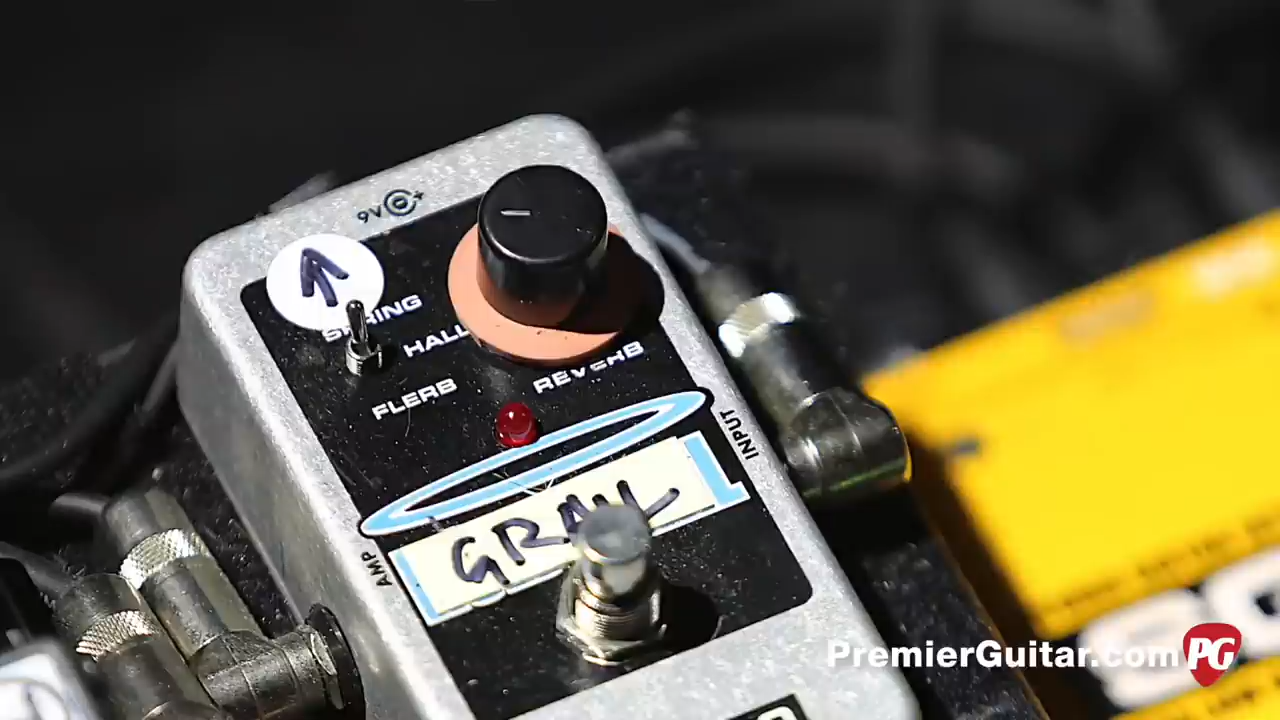 9V
SPRING
HALL
FLERB
REVERB
INPUT
AMP
GRAIL
PremierGuitar.com PG